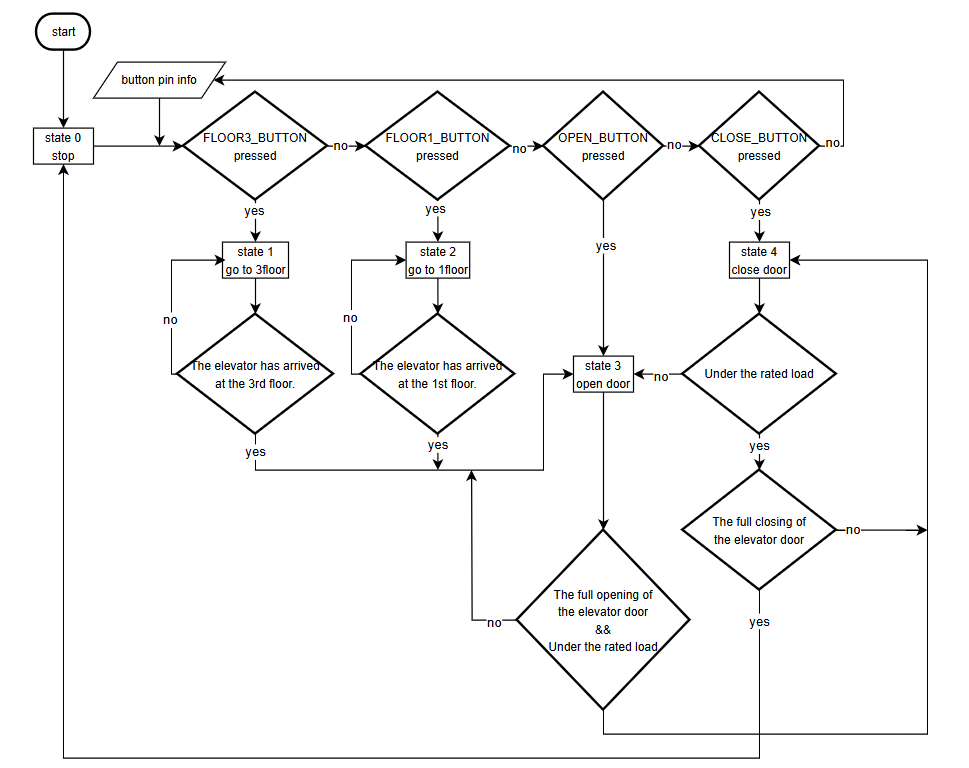 start
button pin info
state 0
stop
FLOOR3_BUTTON
pressed
no
FLOOR1_BUTTON
pressed
no
OPEN_BUTTON
pressed
no
CLOSE_BUTTON
pressed
no
yes
yes
yes
yes
state 1
go to 3floor
state 2
go to 1floor
state 4
close door
no
no
The elevator has arrived
at the 3rd floor.
The elevator has arrived
at the 1st floor.
state 3
open door
no
Under the rated load
yes
yes
yes
The full closing of
the elevator door
no
The full opening of
the elevator door
&&
Under the rated load
no
yes